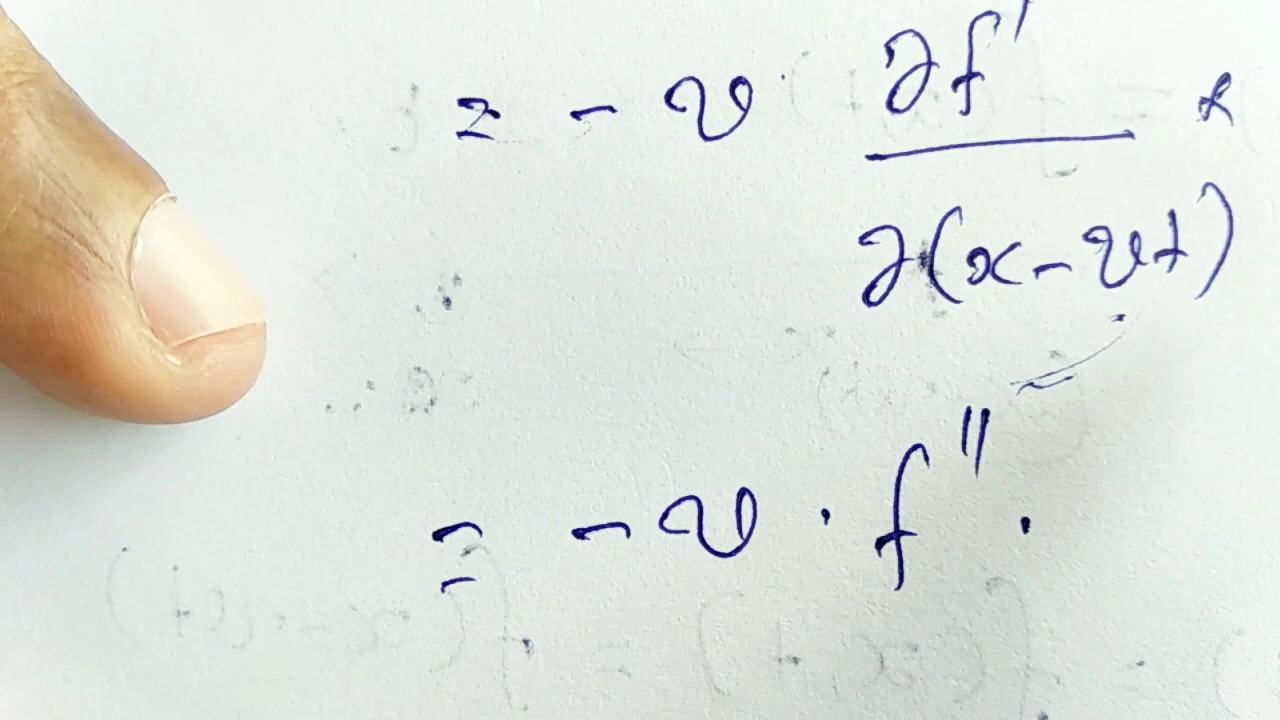 = - v · ∂f' ×
∂(x - vt)
= - v · f'' ·